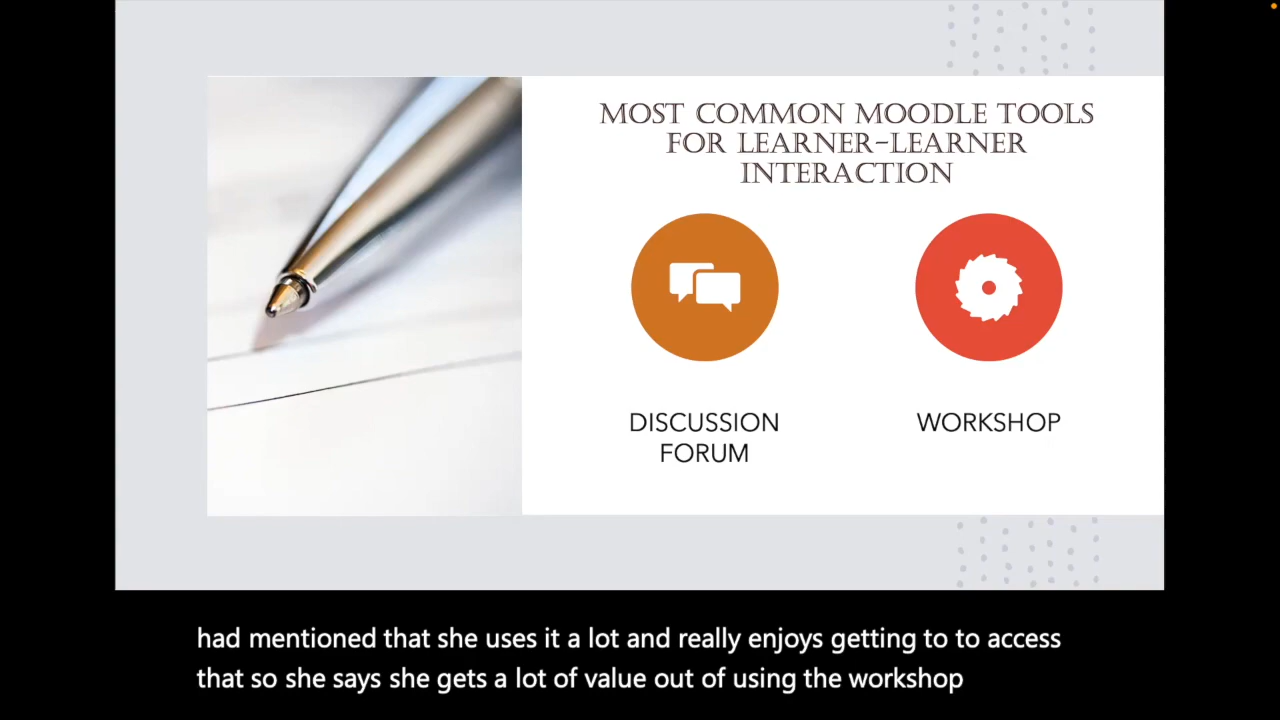 MOST COMMON MOODLE TOOLS
FOR LEARNER-LEARNER
INTERACTION
DISCUSSION
FORUM
WORKSHOP
had mentioned that she uses it a lot and really enjoys getting to to access
that so she says she gets a lot of value out of using the workshop